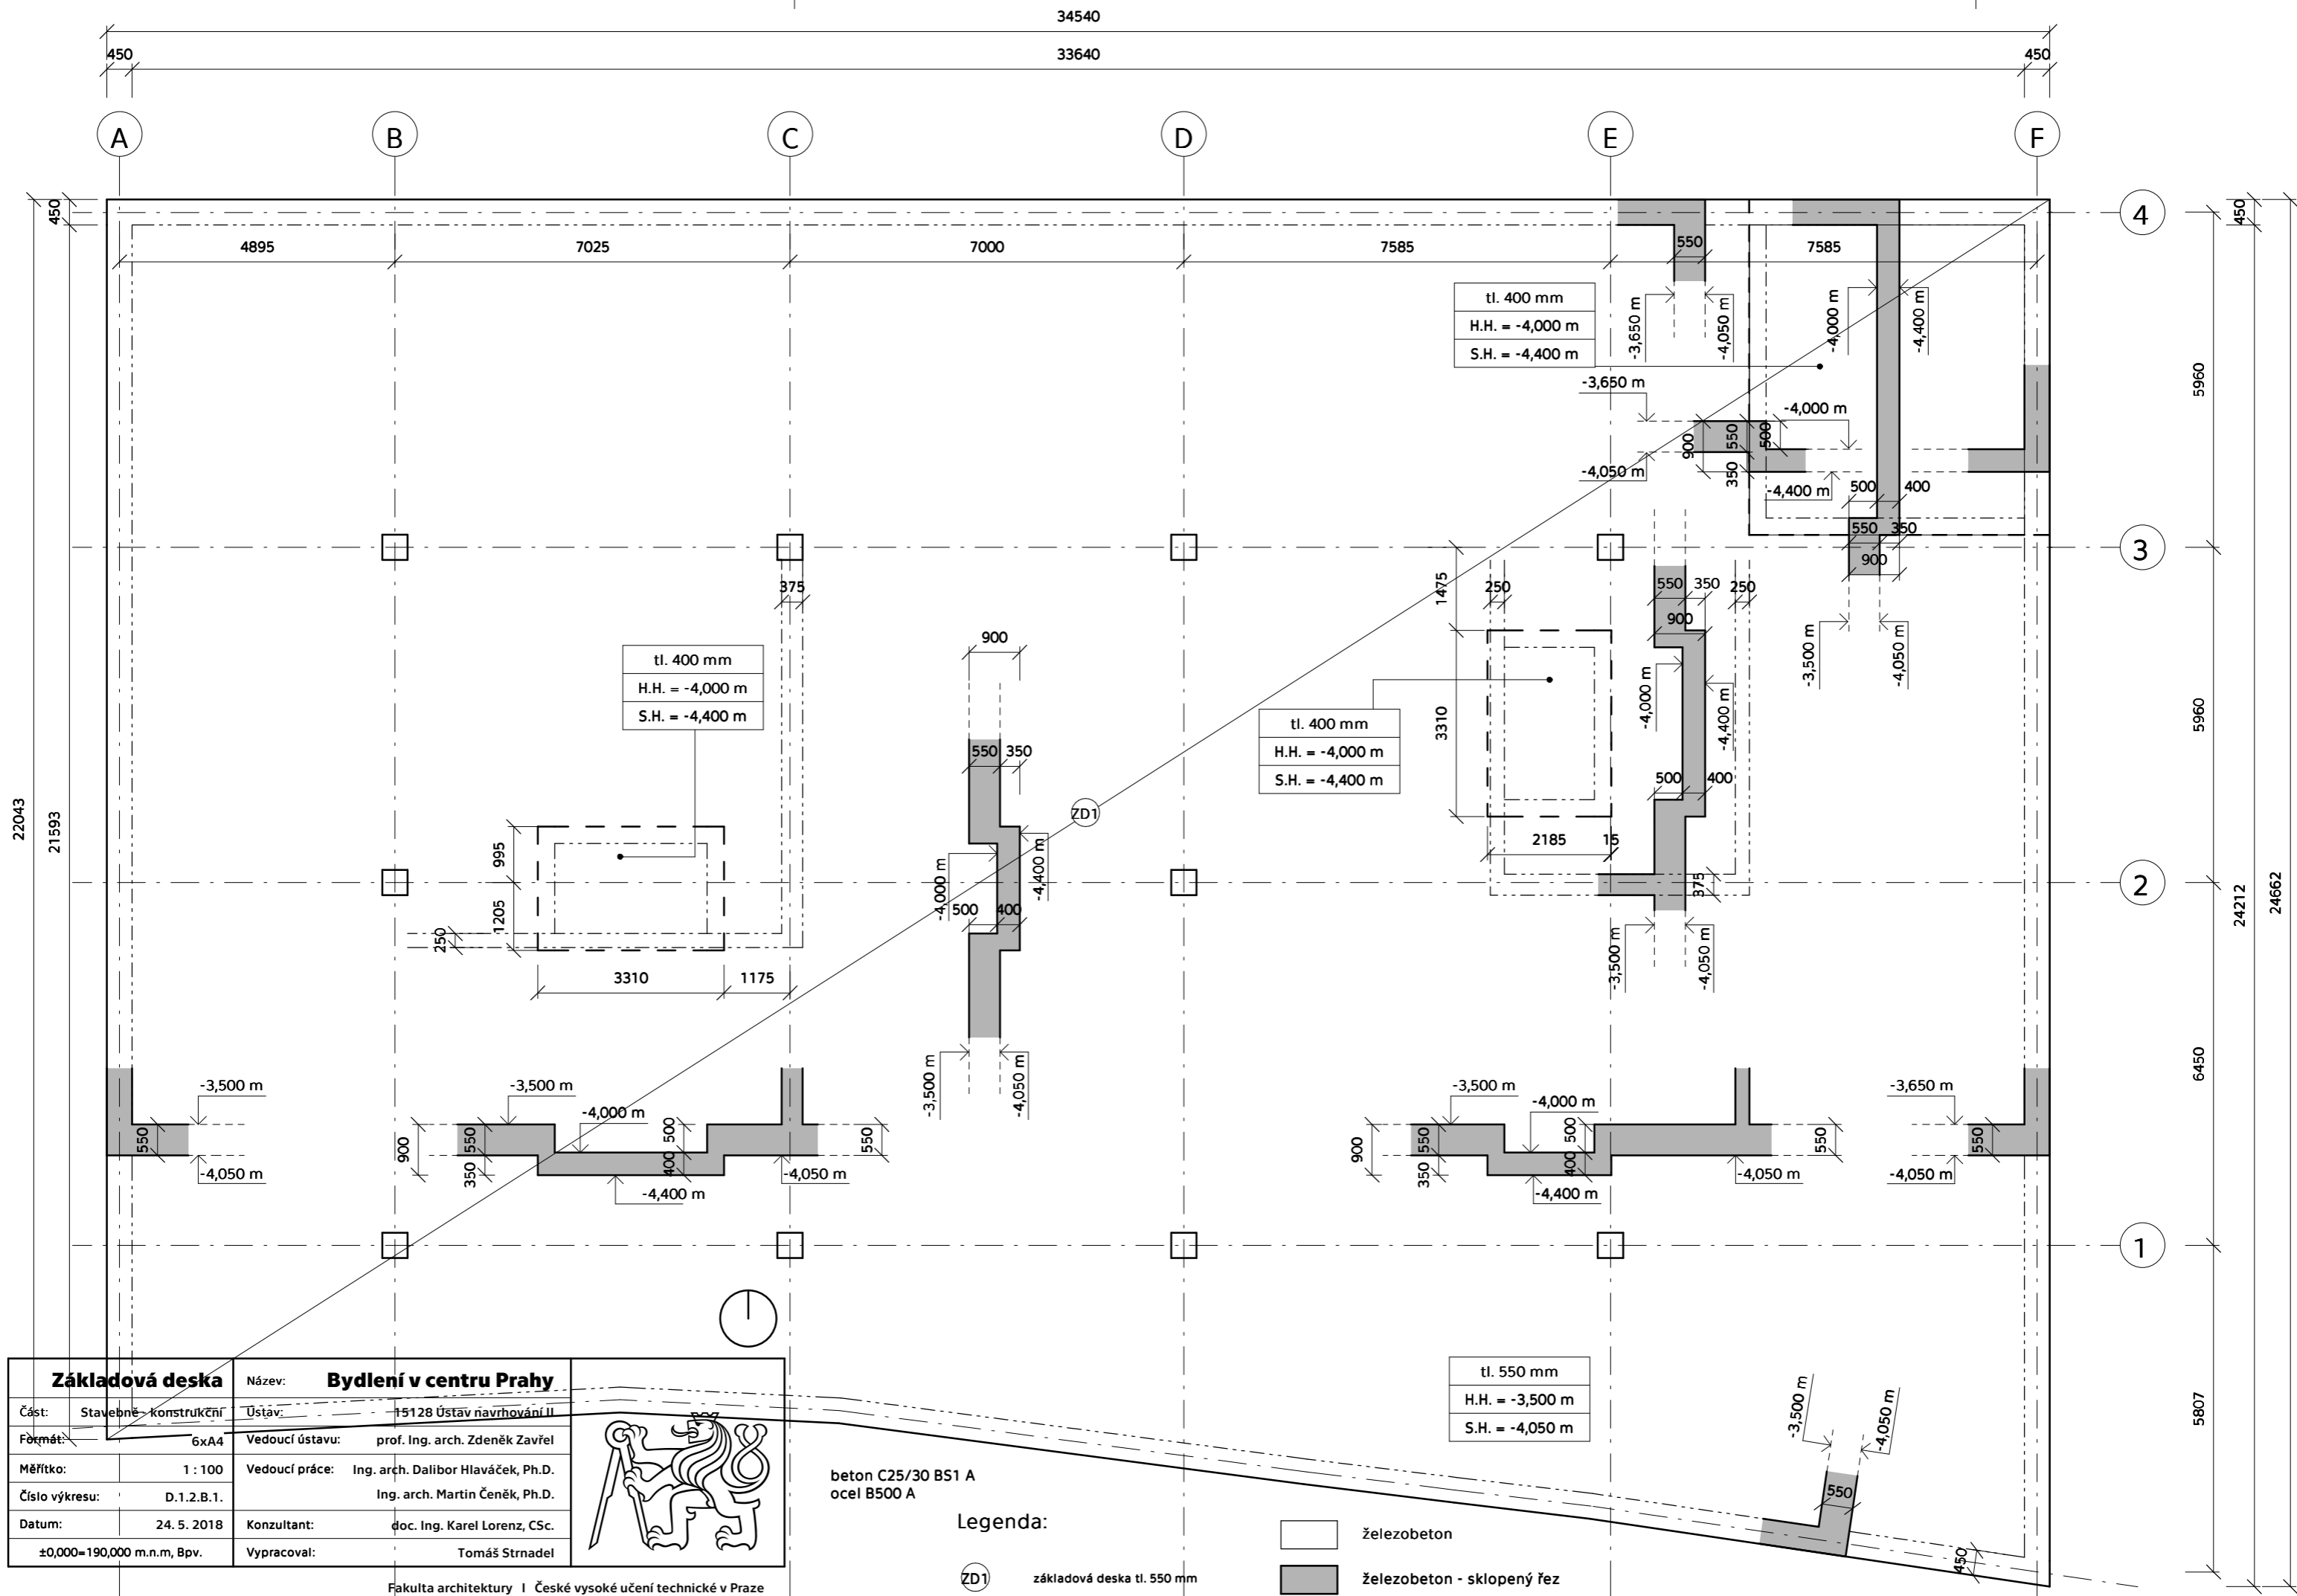 34540
450
33640
450
A
B
C
D
E
F
450
4
450
4895
7025
7000
7585
7585
550
tl. 400 mm
H.H. = -4,000 m
S.H. = -4,400 m
-3,650 m
-4,050 m
-4,000 m
-4,400 m
5960
-3,650 m
-4,000 m
900
550
500
350
-4,050 m
-4,400 m
500
400
550
350
900
3
375
1475
250
550
350
250
900
-3,500 m
-4,050 m
tl. 400 mm
H.H. = -4,000 m
S.H. = -4,400 m
900
-4,000 m
-4,400 m
5960
3310
tl. 400 mm
H.H. = -4,000 m
S.H. = -4,400 m
550
350
500
400
22043
21593
ZD1
995
1205
250
-4,000 m
-4,400 m
500
400
2185
15
375
2
24212
24662
3310
1175
-3,500 m
-4,050 m
-3,500 m
-4,050 m
6450
-3,500 m
550
-4,050 m
-3,500 m
-4,000 m
900
550
350
500
400
550
-4,050 m
-4,400 m
-3,500 m
-4,000 m
900
550
350
500
400
550
-4,050 m
-4,400 m
-3,650 m
550
-4,050 m
1
5807
tl. 550 mm
H.H. = -3,500 m
S.H. = -4,050 m
-3,500 m
-4,050 m
550
450
Základová deska
Název: Bydlení v centru Prahy
Část: Stavebně - konstrukční
Ústav: 15128 Ústav navrhování II
Formát: 6xA4
Vedoucí ústavu: prof. Ing. arch. Zdeněk Zavřel
Měřítko: 1 : 100
Vedoucí práce: Ing. arch. Dalibor Hlaváček, Ph.D.
Ing. arch. Martin Čeněk, Ph.D.
Číslo výkresu: D.1.2.B.1.
Datum: 24. 5. 2018
Konzultant: doc. Ing. Karel Lorenz, CSc.
±0,000=190,000 m.n.m, Bpv.
Vypracoval: Tomáš Strnadel
Fakulta architektury I České vysoké učení technické v Praze
beton C25/30 BS1 A
ocel B500 A
Legenda:
ZD1 základová deska tl. 550 mm
železobeton
železobeton - sklopený řez